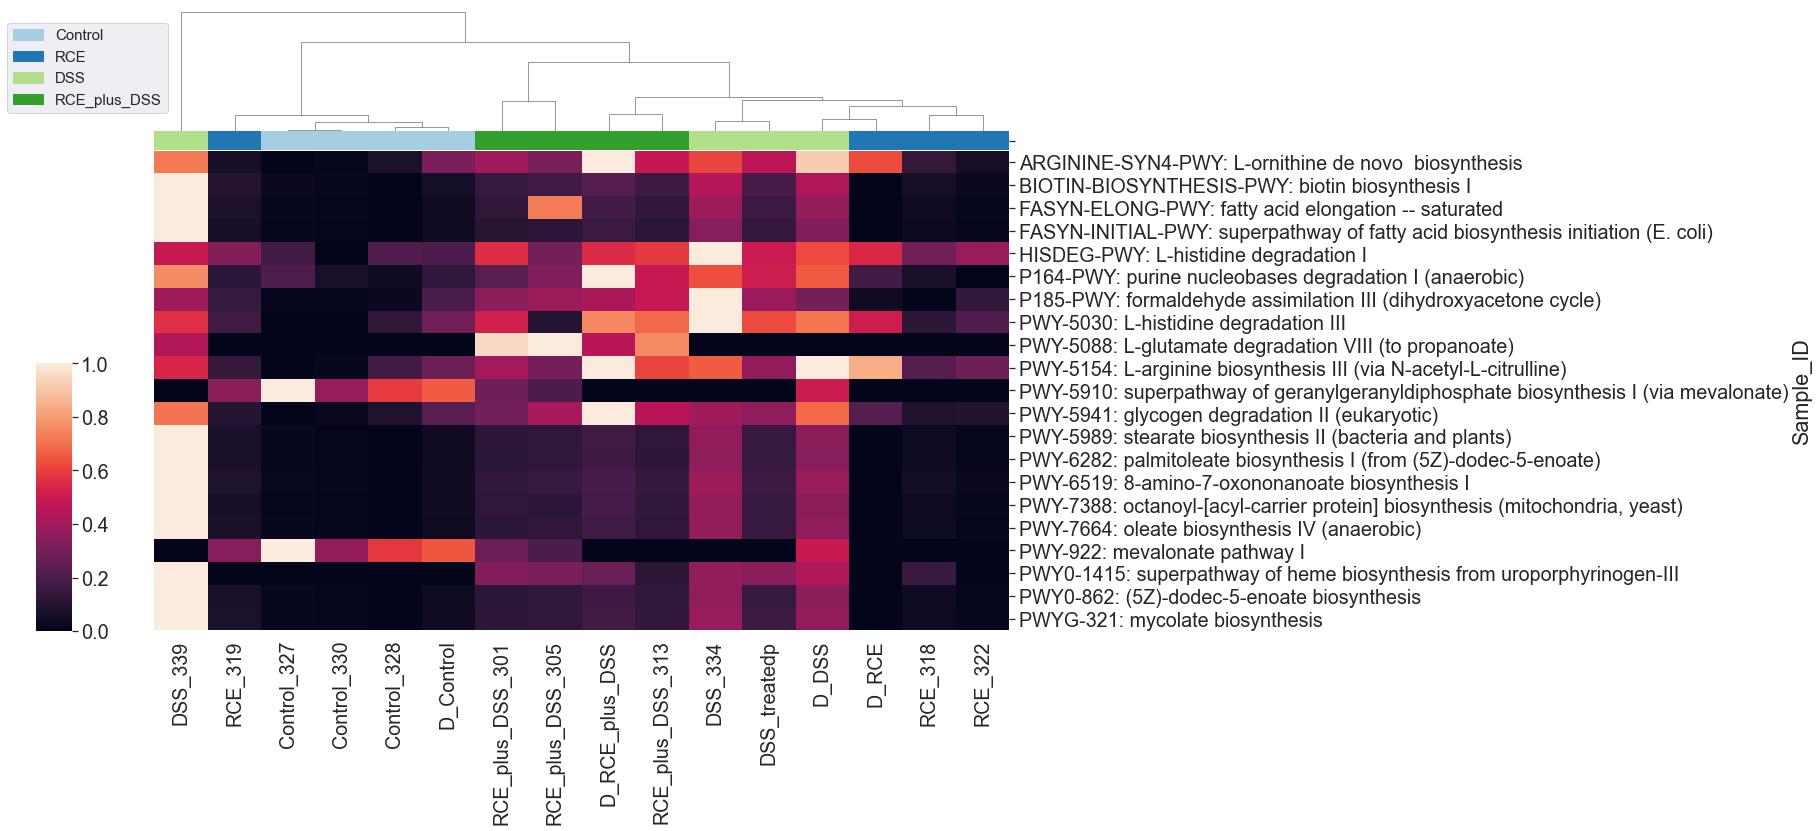 Control
RCE
DSS
RCE_plus_DSS
ARGININE-SYN4-PWY: L-ornithine de novo  biosynthesis
BIOTIN-BIOSYNTHESIS-PWY: biotin biosynthesis I
FASYN-ELONG-PWY: fatty acid elongation -- saturated
FASYN-INITIAL-PWY: superpathway of fatty acid biosynthesis initiation (E. coli)
HISDEG-PWY: L-histidine degradation I
P164-PWY: purine nucleobases degradation I (anaerobic)
P185-PWY: formaldehyde assimilation III (dihydroxyacetone cycle)
PWY-5030: L-histidine degradation III
PWY-5088: L-glutamate degradation VIII (to propanoate)
PWY-5154: L-arginine biosynthesis III (via N-acetyl-L-citrulline)
PWY-5910: superpathway of geranylgeranyldiphosphate biosynthesis I (via mevalonate)
PWY-5941: glycogen degradation II (eukaryotic)
PWY-5989: stearate biosynthesis II (bacteria and plants)
PWY-6282: palmitoleate biosynthesis I (from (5Z)-dodec-5-enoate)
PWY-6519: 8-amino-7-oxononanoate biosynthesis I
PWY-7388: octanoyl-[acyl-carrier protein] biosynthesis (mitochondria, yeast)
PWY-7664: oleate biosynthesis IV (anaerobic)
PWY-922: mevalonate pathway I
PWY0-1415: superpathway of heme biosynthesis from uroporphyrinogen-III
PWY0-862: (5Z)-dodec-5-enoate biosynthesis
PWYG-321: mycolate biosynthesis
Sample_ID
1.0
0.8
0.6
0.4
0.2
0.0
DSS_339
RCE_319
Control_327
Control_330
Control_328
D_Control
RCE_plus_DSS_301
RCE_plus_DSS_305
D_RCE_plus_DSS
RCE_plus_DSS_313
DSS_334
DSS_treatedp
D_DSS
D_RCE
RCE_318
RCE_322